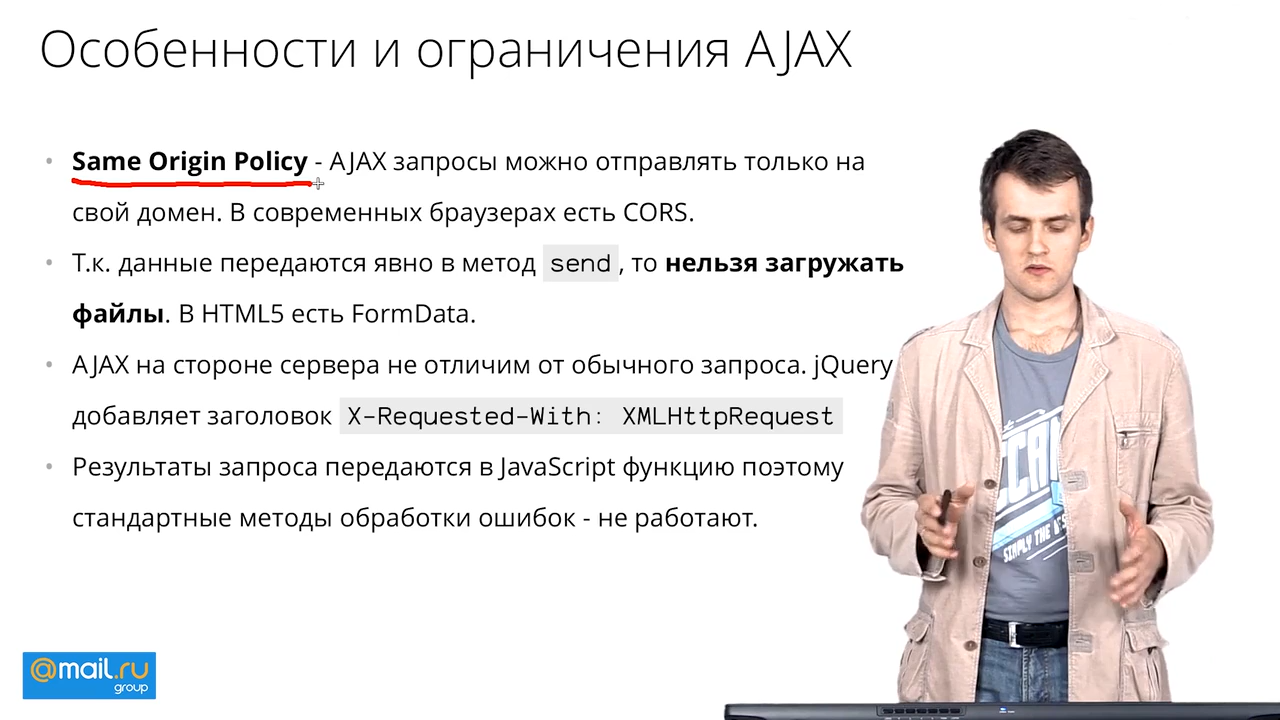 Особенности и ограничения AJAX
Same Origin Policy - AJAX запросы можно отправлять только на
свой домен. В современных браузерах есть CORS.
Т.к. данные передаются явно в метод send, то нельзя загружать
файлы. В HTML5 есть FormData.
AJAX на стороне сервера не отличим от обычного запроса. jQuery
добавляет заголовок X-Requested-With: XMLHttpRequest
Результаты запроса передаются в JavaScript функцию поэтому
стандартные методы обработки ошибок - не работают.
SIMPLY THE
@mail.ru
group